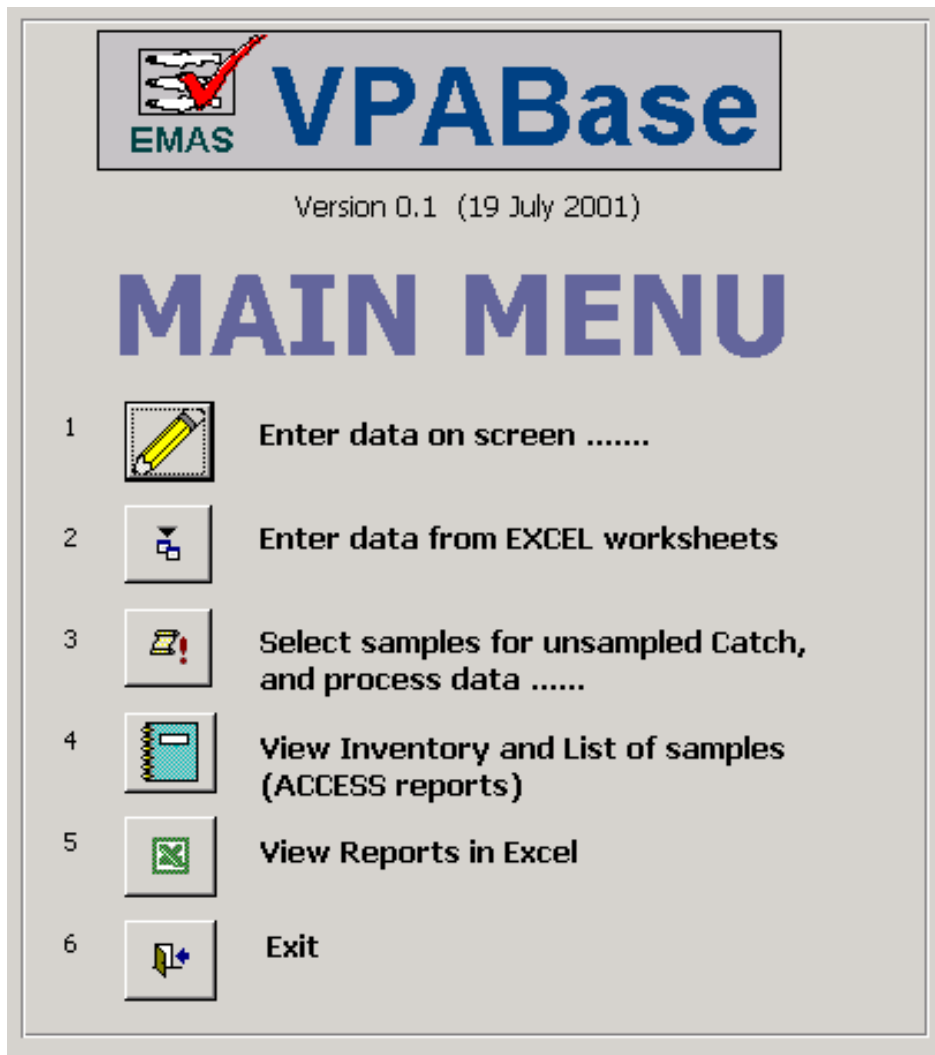 EMAS VPABase
Version 0.1 (19 July 2001)
MAIN MENU
1 Enter data on screen .......
2 Enter data from EXCEL worksheets
3 Select samples for unsampled Catch,
and process data ......
4 View Inventory and List of samples
(ACCESS reports)
5 View Reports in Excel
6 Exit